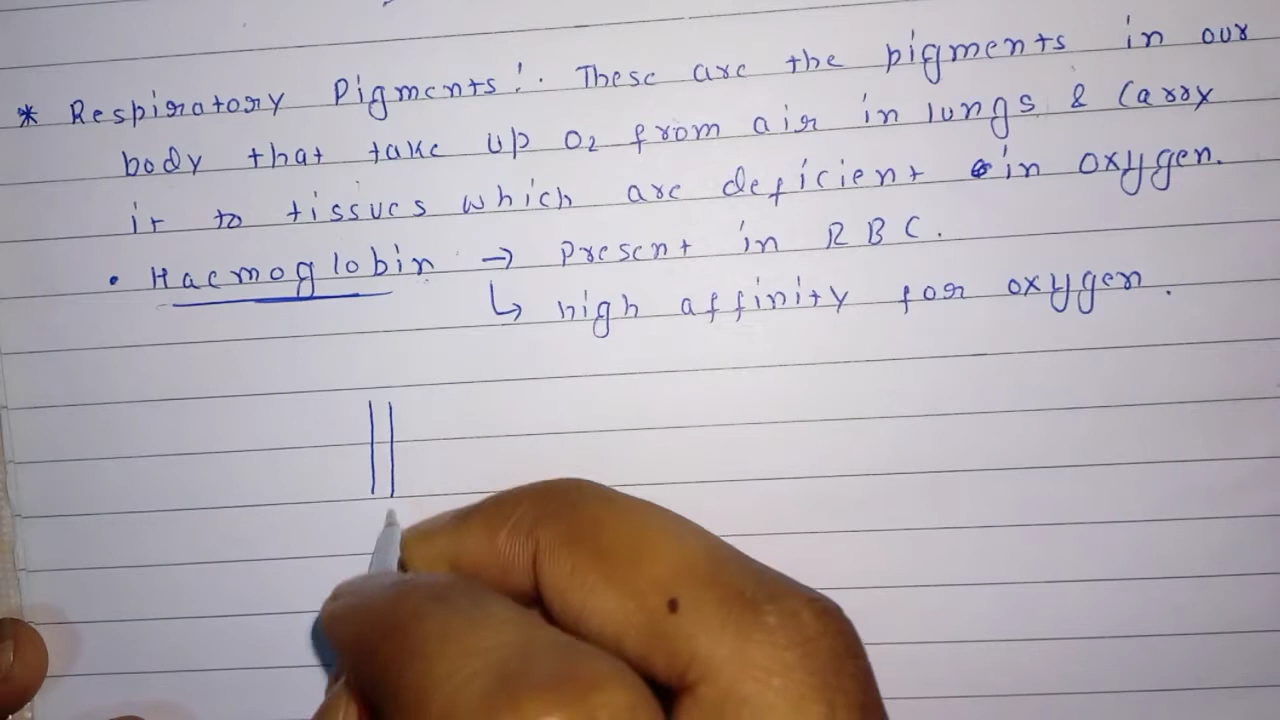 * Respiratory Pigments:. These are the pigments in our
body that take up O2 from air in lungs & Carry
it to tissues which are deficient in oxygen.
• Haemoglobin → Present in RBC.
↳ high affinity for oxygen.